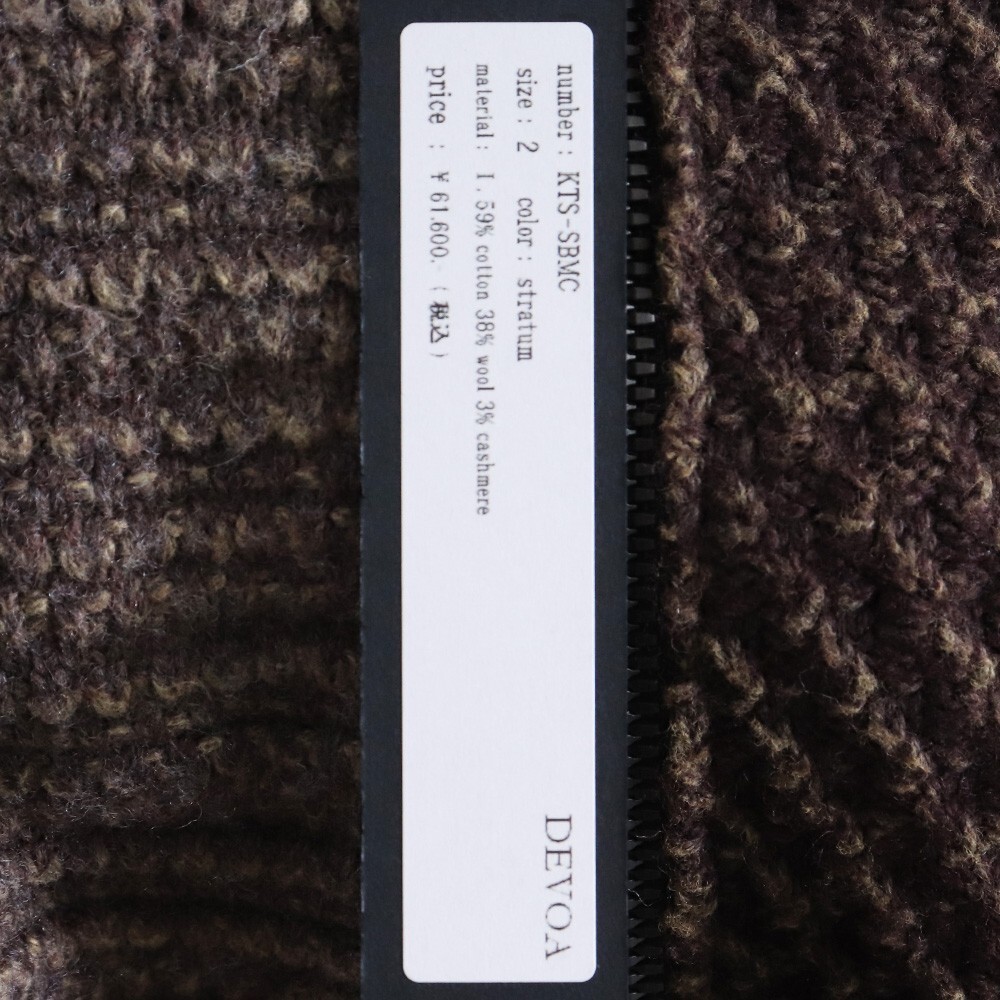 number : KTS-SBMC
size : 2 color : stratum
material : I. 59% cotton 38% wool 3% cashmere
price : ¥ 61,600.- ( 税込 )
DEVOA